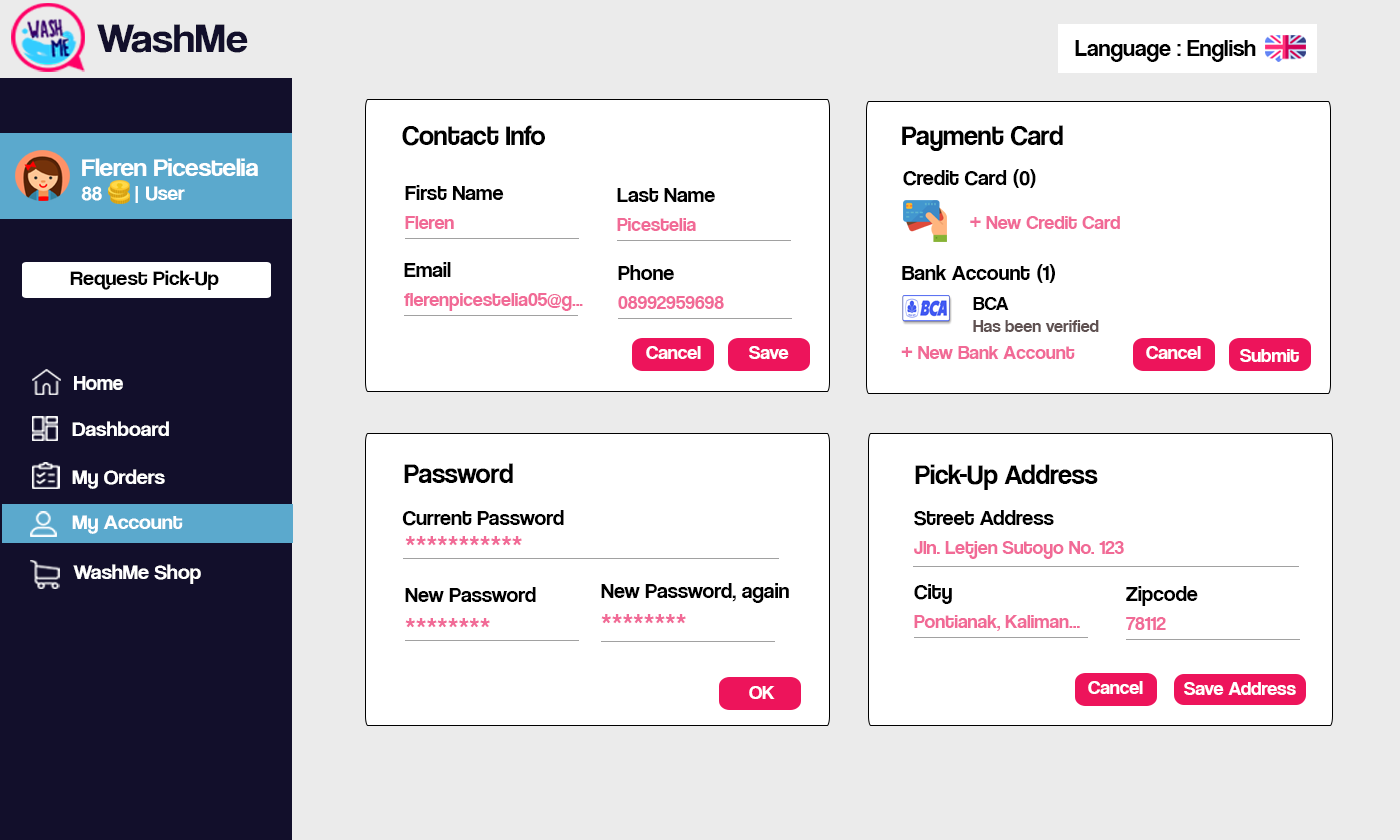 WASH
ME
WashMe
Language : English
Fleren Picestelia
88 | User
Request Pick-Up
Home
Dashboard
My Orders
My Account
WashMe Shop
Contact Info
First Name
Last Name
Fleren
Picestelia
Email
Phone
flerenpicestelia05@g...
08992959698
Cancel
Save
Payment Card
Credit Card (0)
+ New Credit Card
Bank Account (1)
BCA
BCA
Has been verified
+ New Bank Account
Cancel
Submit
Password
Current Password
***********
New Password
New Password, again
********
********
OK
Pick-Up Address
Street Address
Jln. Letjen Sutoyo No. 123
City
Zipcode
Pontianak, Kaliman...
78112
Cancel
Save Address